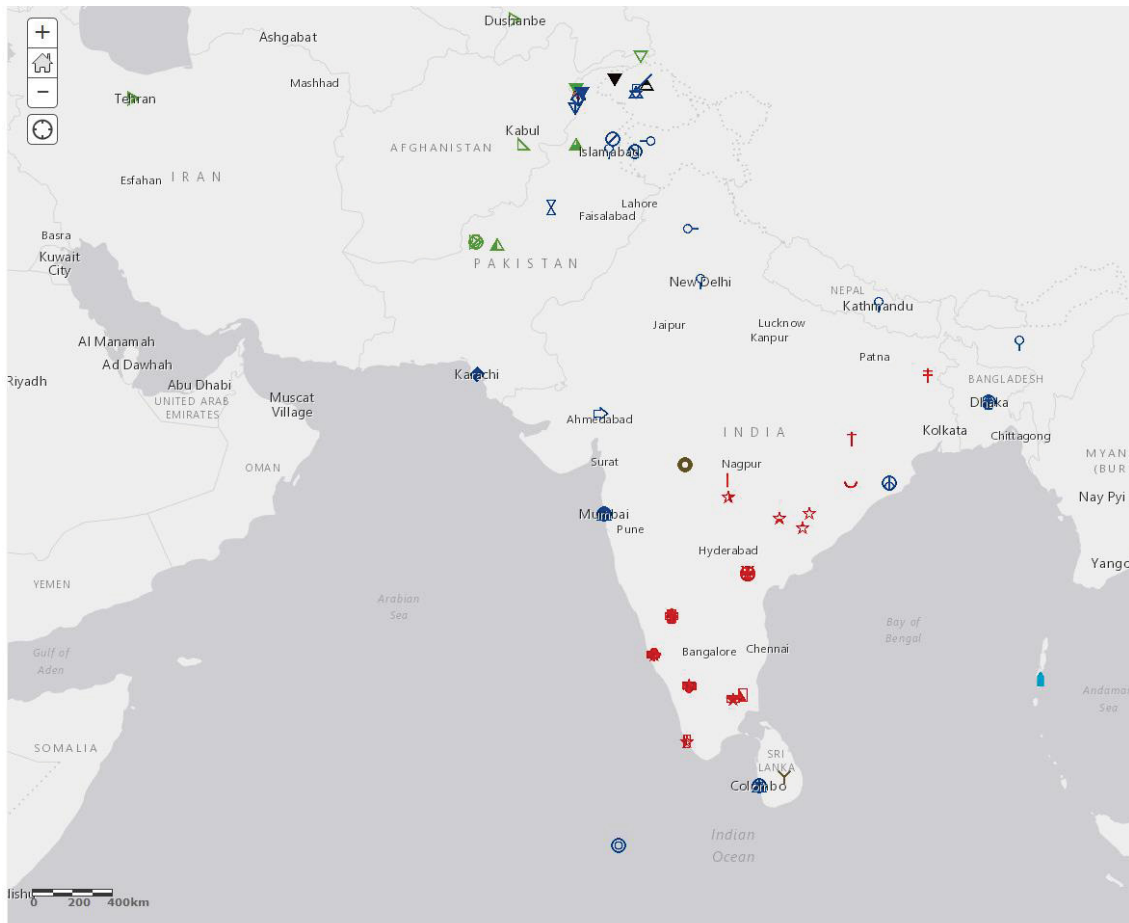 +
−
Dushanbe
Ashgabat
Mashhad
Tehran
Kabul
AFGHANISTAN
Islamabad
Esfahan
IRAN
Lahore
Faisalabad
Basra
Kuwait
City
PAKISTAN
New Delhi
NEPAL
Kathmandu
Jaipur
Lucknow
Kanpur
Al Manamah
Ad Dawhah
Patna
Riyadh
Abu Dhabi
UNITED ARAB
EMIRATES
Muscat
Village
Karachi
BANGLADESH
Dhaka
Ahmedabad
INDIA
Kolkata
Chittagong
OMAN
Surat
Nagpur
MYAN
(BUR
Nay Pyi
Mumbai
Pune
Hyderabad
Yango
YEMEN
Arabian
Sea
Bay of
Bengal
Gulf of
Aden
Bangalore
Chennai
Andaman
Sea
SOMALIA
SRI
LANKA
Colombo
Indian
Ocean
0 200 400km